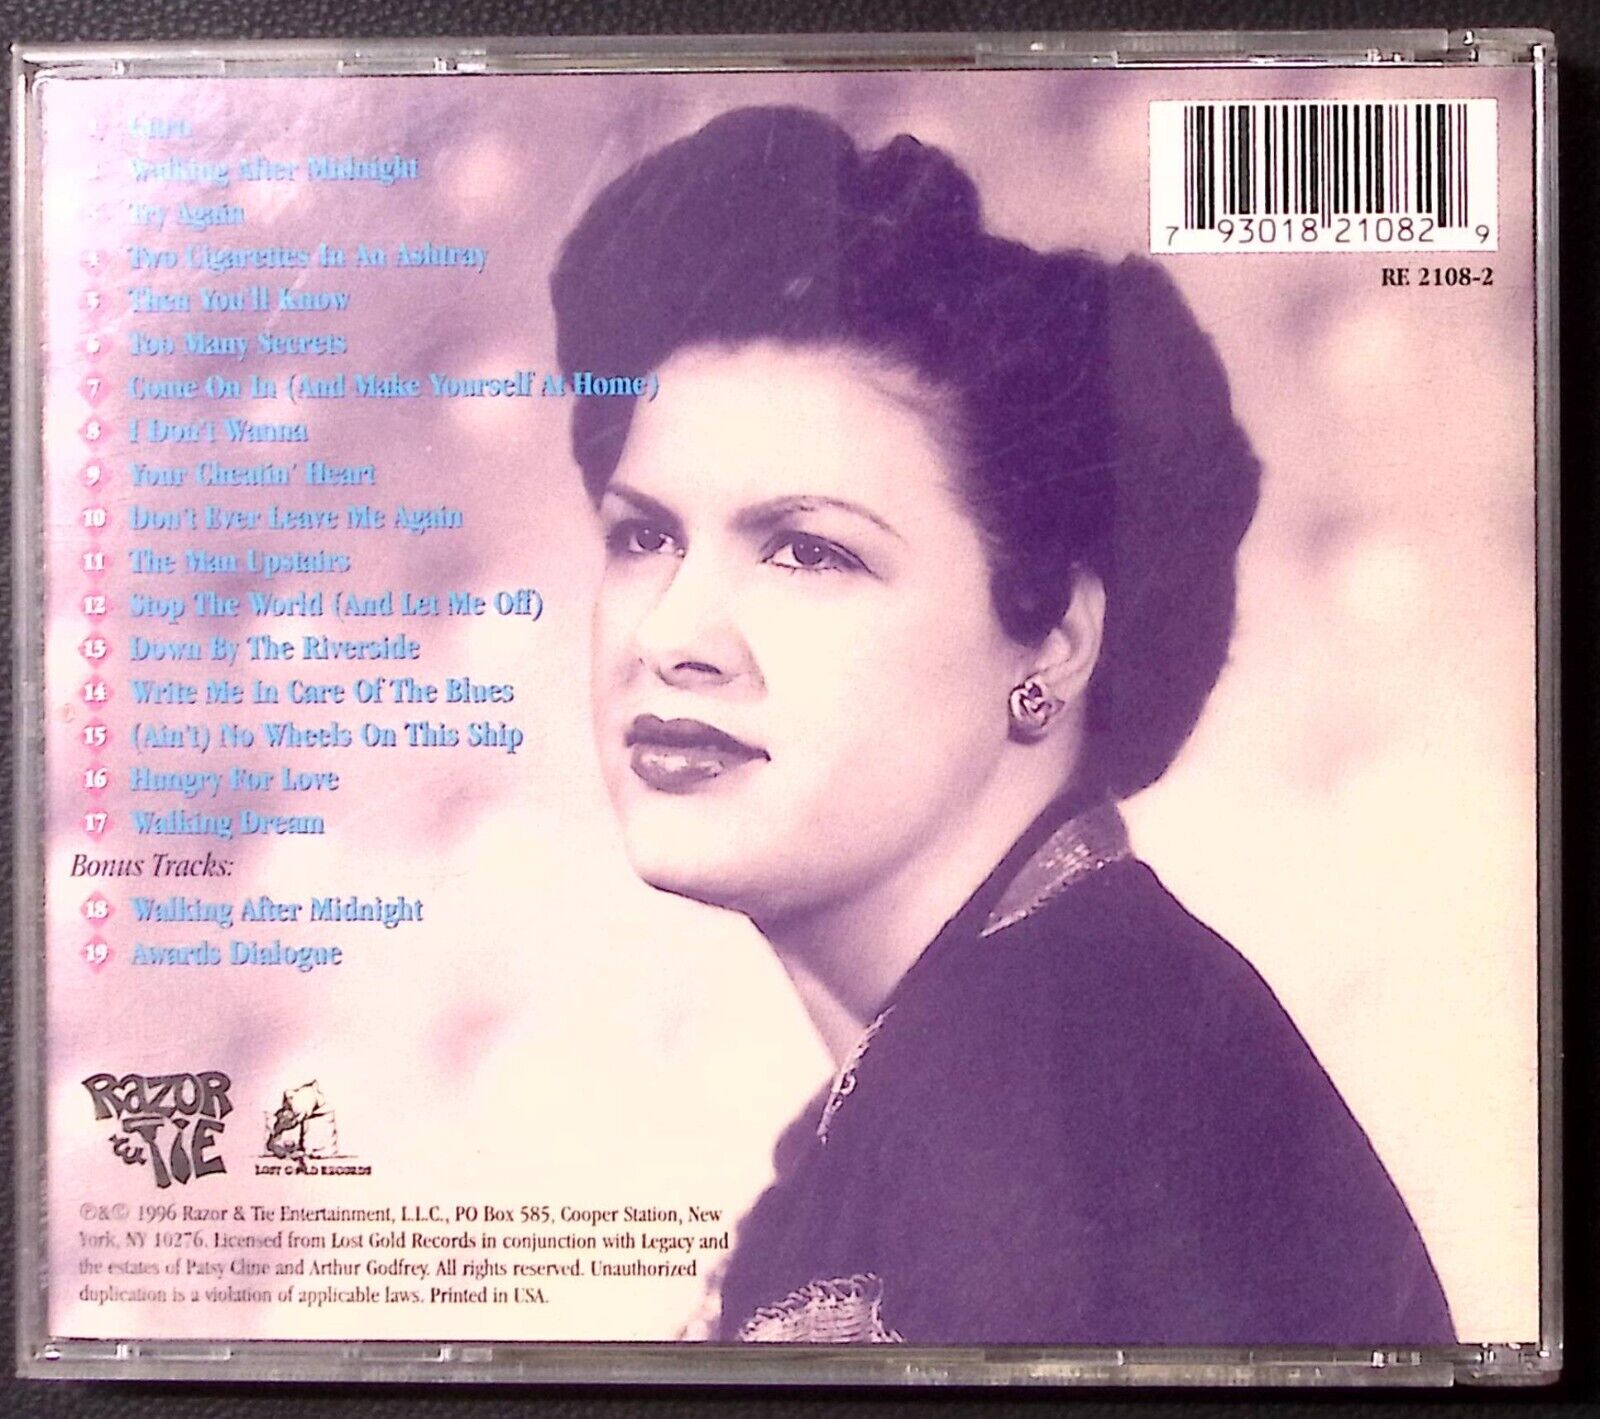 Intro
Walking After Midnight
Try Again
4 Two Cigarettes In An Ashtray
5 Then You'll Know
6 Too Many Secrets
7 Come On In (And Make Yourself At Home)
8 I Don't Wanna
9 Your Cheatin' Heart
10 Don't Ever Leave Me Again
11 The Man Upstairs
12 Stop The World (And Let Me Off)
13 Down By The Riverside
14 Write Me In Care Of The Blues
15 (Ain't) No Wheels On This Ship
16 Hungry For Love
17 Walking Dream
Bonus Tracks:
18 Walking After Midnight
19 Awards Dialogue
7 93018 21082 9
RE 2108-2
RAZOR
& TIE
LOST GOLD RECORDS
℗&© 1996 Razor & Tie Entertainment, L.L.C., PO Box 585, Cooper Station, New
York, NY 10276. Licensed from Lost Gold Records in conjunction with Legacy and
the estates of Patsy Cline and Arthur Godfrey. All rights reserved. Unauthorized
duplication is a violation of applicable laws. Printed in USA.